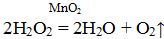 MnO₂
2H₂O₂ = 2H₂O + O₂↑